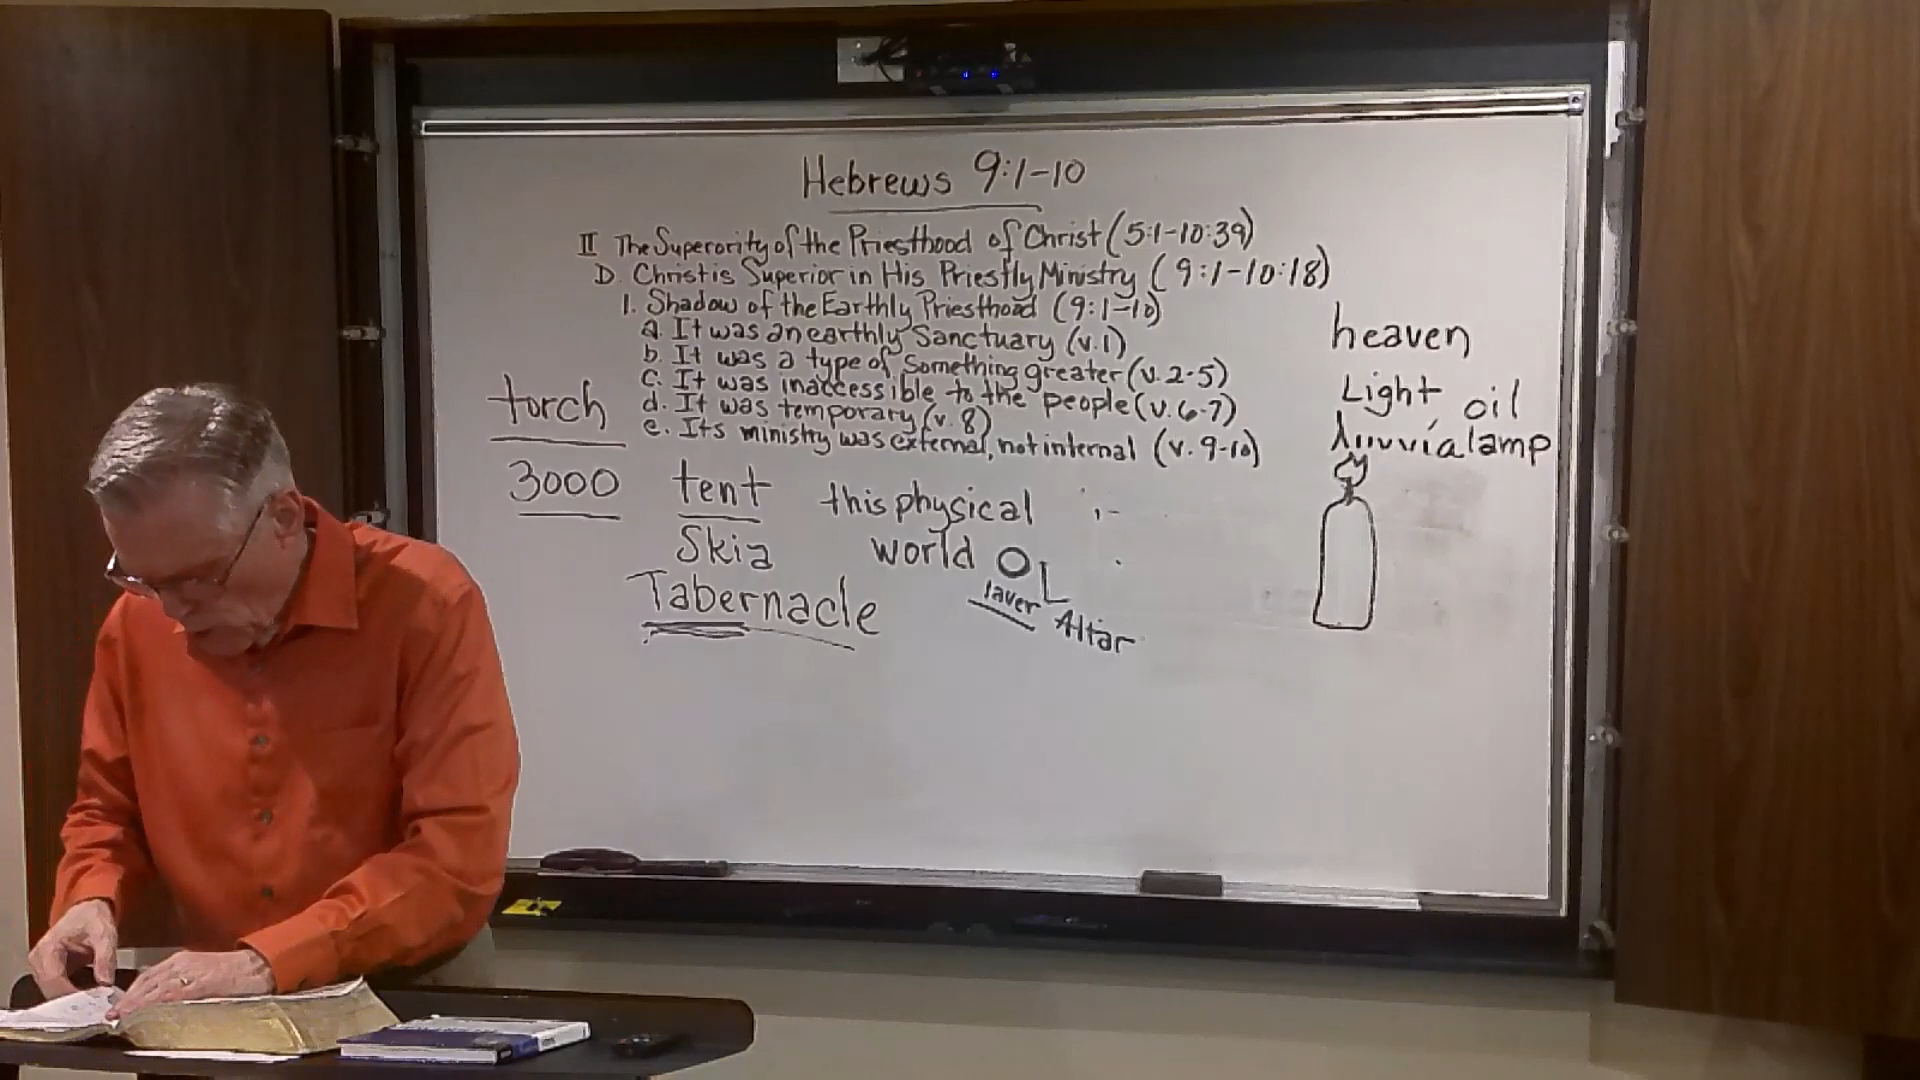 Hebrews 9:1-10
II The Superority of the Priesthood of Christ (5:1-10:39)
D. Christ is Superior in His Priestly Ministry (9:1-10:18)
1. Shadow of the Earthly Priesthood (9:1-10)
a. It was an earthly Sanctuary (v.1)
b. It was a type of Something greater (v.2-5)
c. It was inaccessible to the people (v.6-7)
d. It was temporary (v.8)
e. Its ministry was external, not internal (v.9-10)
torch
3000
tent
Skia
Tabernacle
this physical
world
laver
Altar
heaven
Light oil
lamp